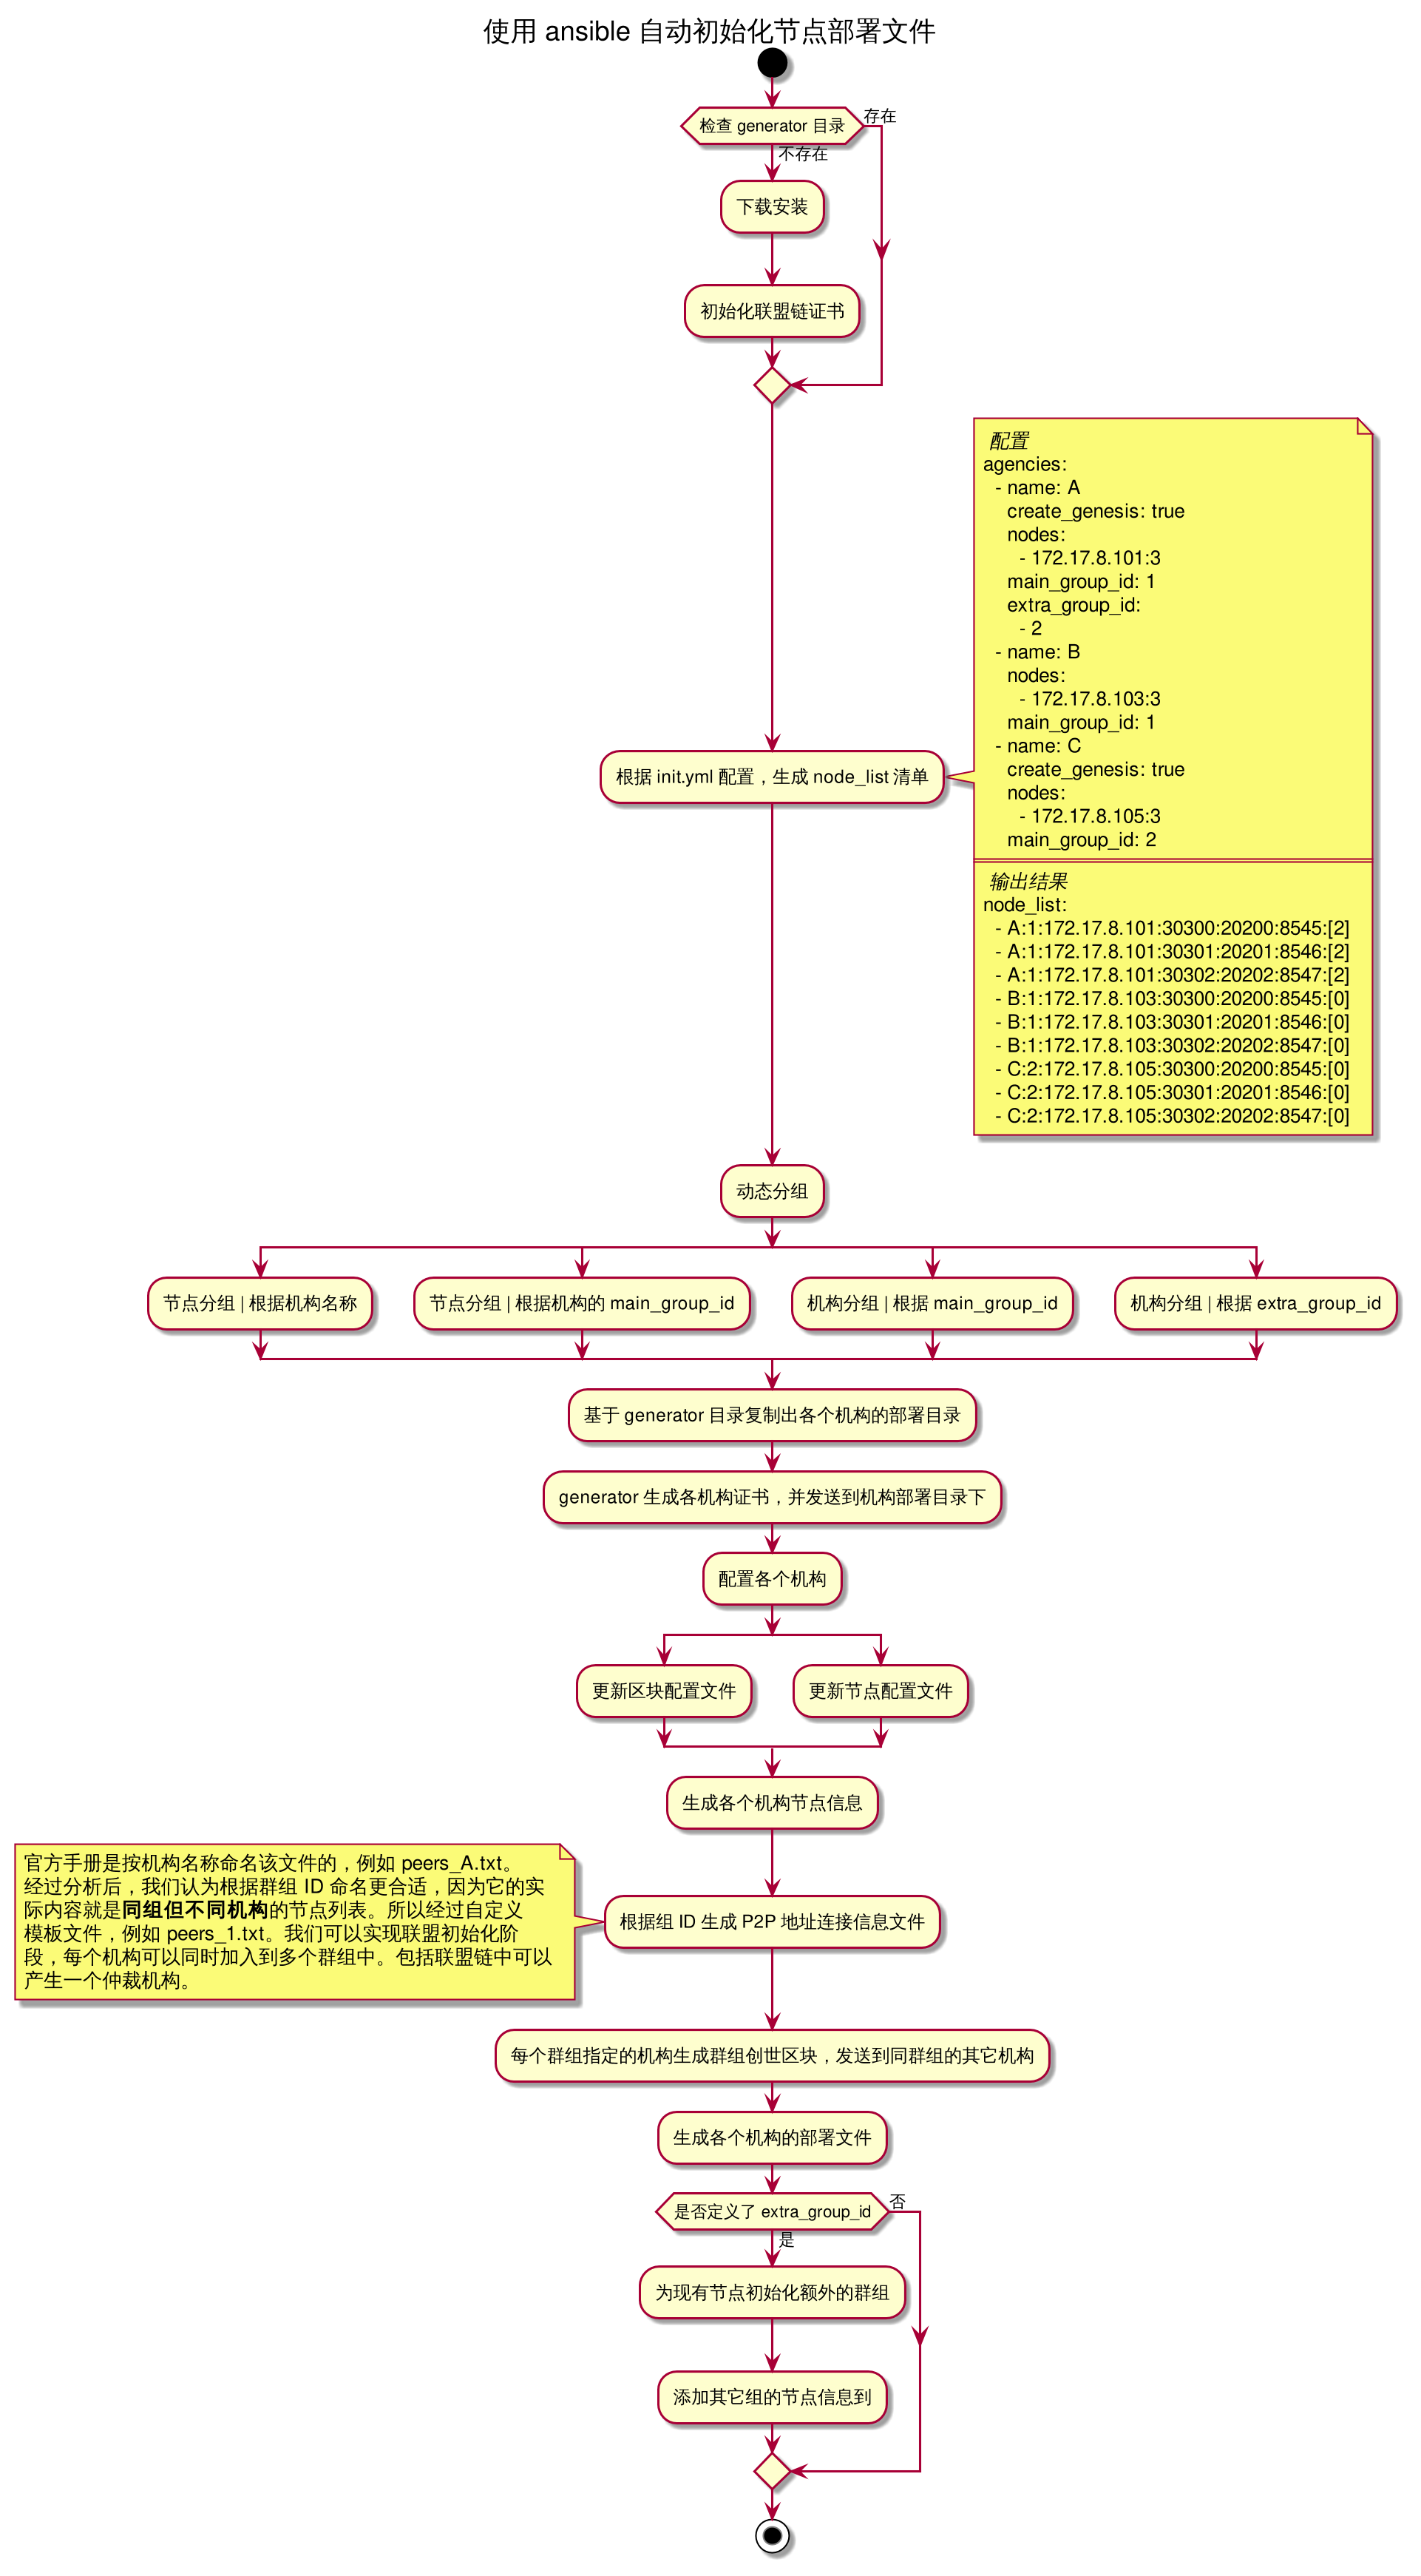 使用 ansible 自动初始化节点部署文件
检查 generator 目录
存在
不存在
下载安装
初始化联盟链证书
配置
agencies:
- name: A
create_genesis: true
nodes:
- 172.17.8.101:3
main_group_id: 1
extra_group_id:
- 2
- name: B
nodes:
- 172.17.8.103:3
main_group_id: 1
- name: C
create_genesis: true
nodes:
- 172.17.8.105:3
main_group_id: 2
根据 init.yml 配置，生成 node_list 清单
输出结果
node_list:
- A:1:172.17.8.101:30300:20200:8545:[2]
- A:1:172.17.8.101:30301:20201:8546:[2]
- A:1:172.17.8.101:30302:20202:8547:[2]
- B:1:172.17.8.103:30300:20200:8545:[0]
- B:1:172.17.8.103:30301:20201:8546:[0]
- B:1:172.17.8.103:30302:20202:8547:[0]
- C:2:172.17.8.105:30300:20200:8545:[0]
- C:2:172.17.8.105:30301:20201:8546:[0]
- C:2:172.17.8.105:30302:20202:8547:[0]
动态分组
节点分组 | 根据机构名称
节点分组 | 根据机构的 main_group_id
机构分组 | 根据 main_group_id
机构分组 | 根据 extra_group_id
基于 generator 目录复制出各个机构的部署目录
generator 生成各机构证书，并发送到机构部署目录下
配置各个机构
更新区块配置文件
更新节点配置文件
生成各个机构节点信息
官方手册是按机构名称命名该文件的，例如 peers_A.txt。
经过分析后，我们认为根据群组 ID 命名更合适，因为它的实
际内容就是同组但不同机构的节点列表。所以经过自定义
模板文件，例如 peers_1.txt。我们可以实现联盟初始化阶
段，每个机构可以同时加入到多个群组中。包括联盟链中可以
产生一个仲裁机构。
根据组 ID 生成 P2P 地址连接信息文件
每个群组指定的机构生成群组创世区块，发送到同群组的其它机构
生成各个机构的部署文件
是否定义了 extra_group_id
否
是
为现有节点初始化额外的群组
添加其它组的节点信息到